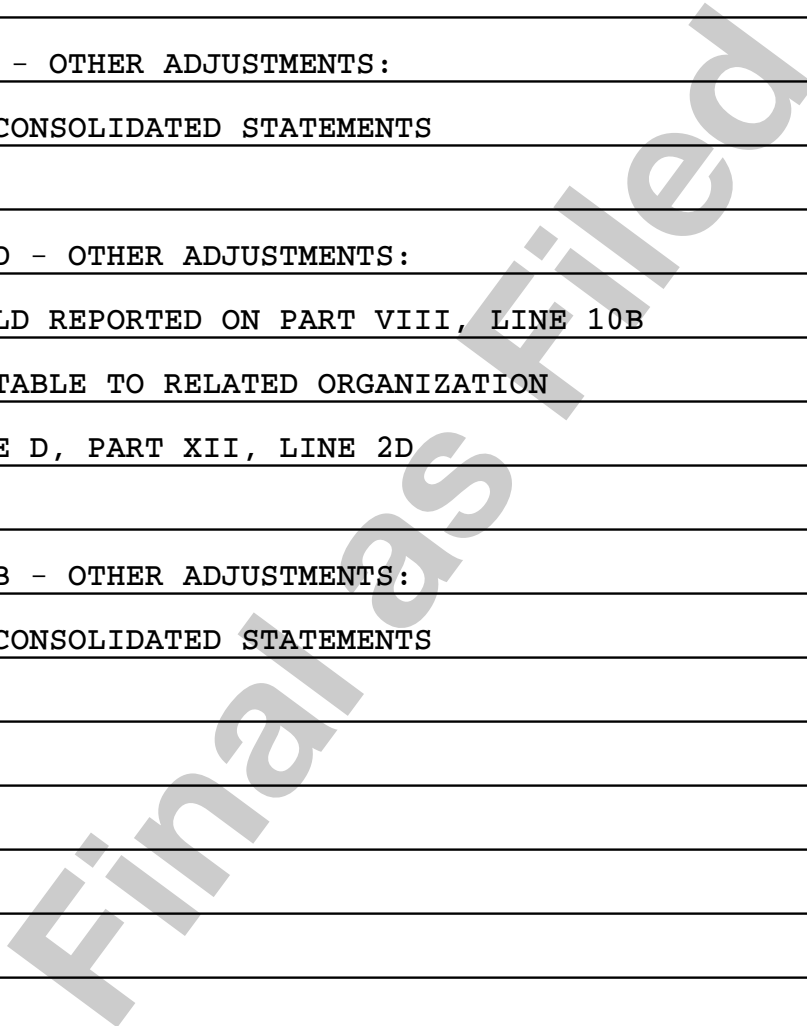 - OTHER ADJUSTMENTS:
CONSOLIDATED STATEMENTS
D - OTHER ADJUSTMENTS:
LD REPORTED ON PART VIII, LINE 10B
TABLE TO RELATED ORGANIZATION
E D, PART XII, LINE 2D
B - OTHER ADJUSTMENTS:
CONSOLIDATED STATEMENTS
Final as Filed